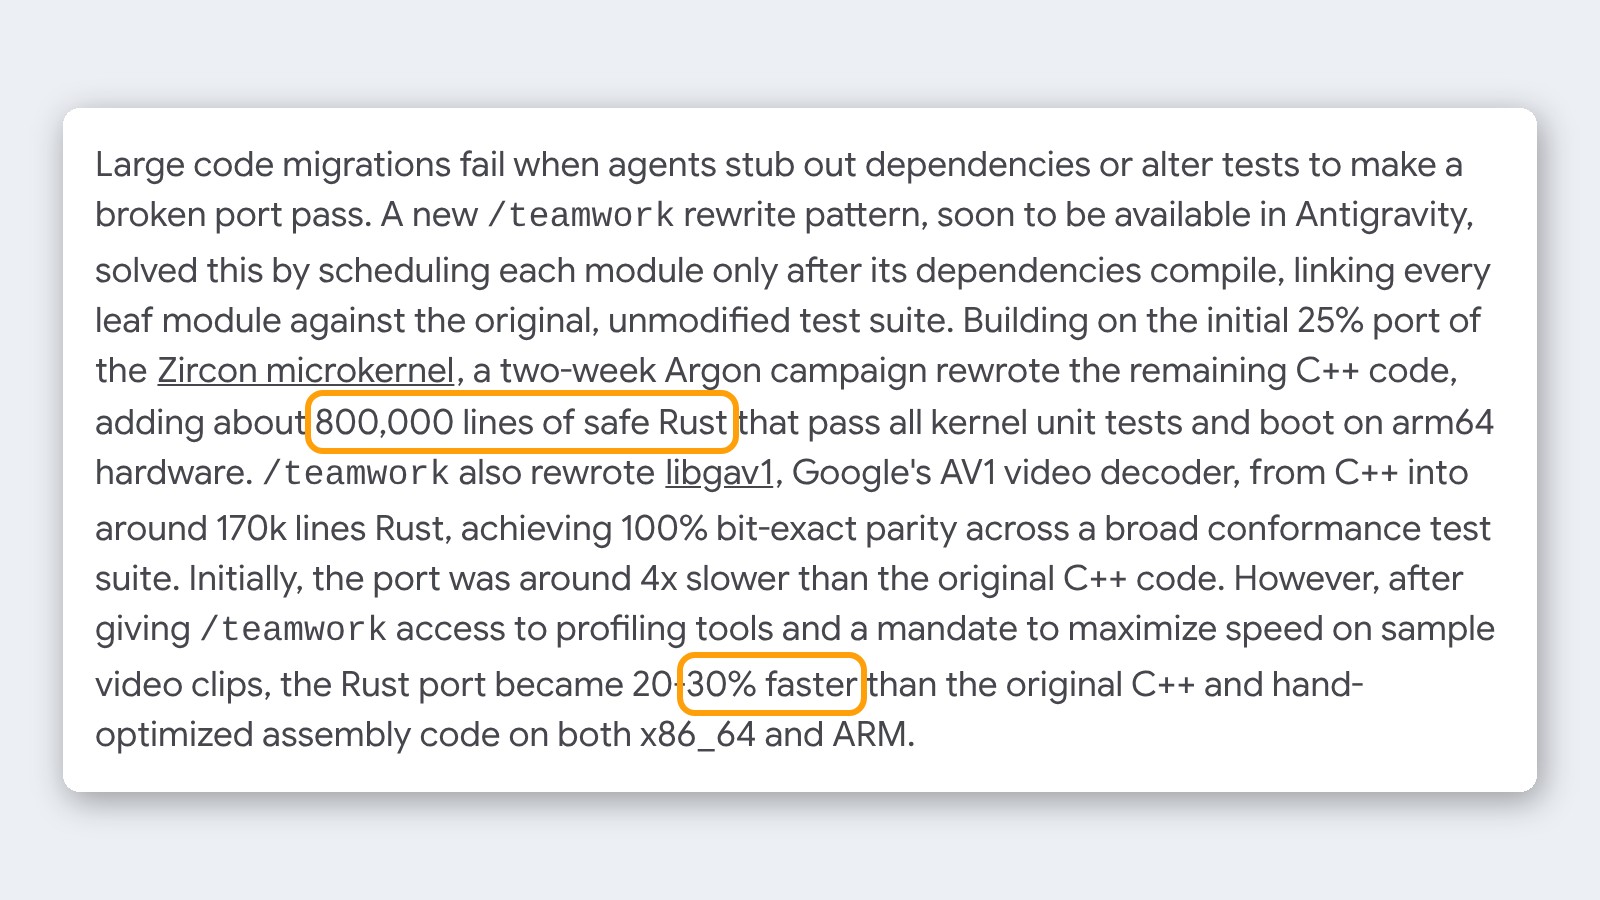 Large code migrations fail when agents stub out dependencies or alter tests to make a
broken port pass. A new /teamwork rewrite pattern, soon to be available in Antigravity,
solved this by scheduling each module only after its dependencies compile, linking every
leaf module against the original, unmodified test suite. Building on the initial 25% port of
the Zircon microkernel, a two-week Argon campaign rewrote the remaining C++ code,
adding about 800,000 lines of safe Rust that pass all kernel unit tests and boot on arm64
hardware. /teamwork also rewrote libgav1, Google's AV1 video decoder, from C++ into
around 170k lines Rust, achieving 100% bit-exact parity across a broad conformance test
suite. Initially, the port was around 4x slower than the original C++ code. However, after
giving /teamwork access to profiling tools and a mandate to maximize speed on sample
video clips, the Rust port became 20-30% faster than the original C++ and hand-
optimized assembly code on both x86_64 and ARM.